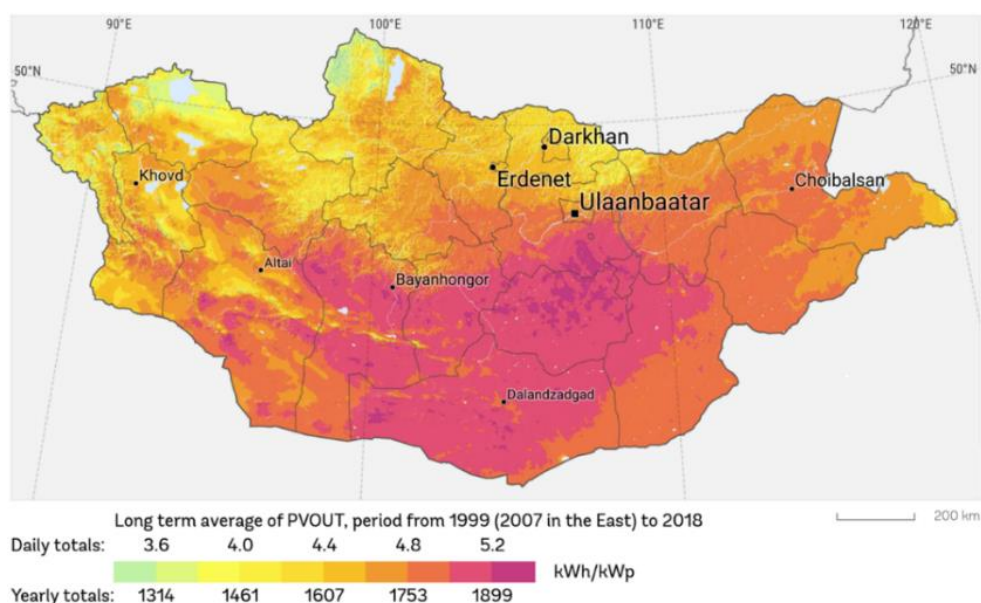 90°E 100°E 110°E 120°E
50°N 50°N
Darkhan
Khovd Erdenet Choibalsan
Ulaanbaatar
Altai
Bayanhongor
Dalandzadgad
Long term average of PVOUT, period from 1999 (2007 in the East) to 2018
200 km
Daily totals: 3.6 4.0 4.4 4.8 5.2
kWh/kWp
Yearly totals: 1314 1461 1607 1753 1899